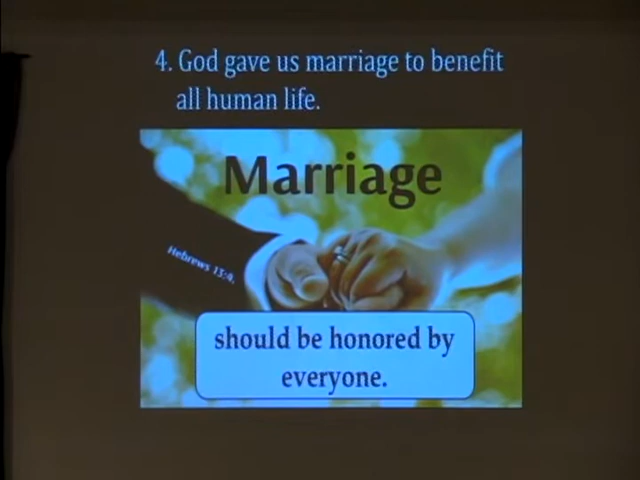 4. God gave us marriage to benefit
all human life.
Marriage
Hebrews 13:4.
should be honored by
everyone.